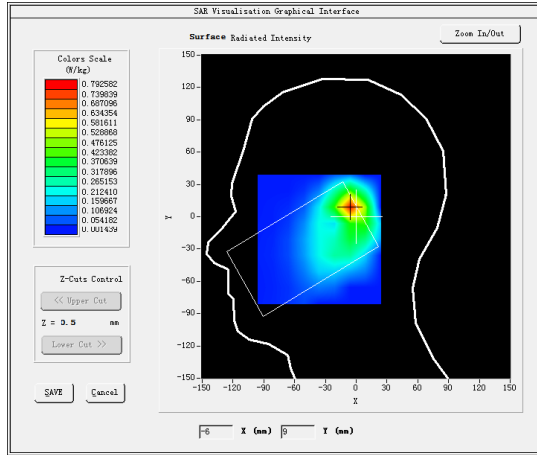 SAR Visualisation Graphical Interface
Surface Radiated Intensity
Zoom In/Out
Colors Scale
(W/kg)
0.792582
0.739839
0.687096
0.634354
0.581611
0.528868
0.476125
0.423382
0.370639
0.317896
0.265153
0.212410
0.159667
0.106924
0.054182
0.001439
Z-Cuts Control
<< Upper Cut
Z = 3.5 mm
Lower Cut >>
SAVE
Cancel
150
120
90
60
30
0
-30
-60
-90
-120
-150
Y
-150 -120 -90 -60 -30 0 30 60 90 120 150
X
-6 X (mm) 9 Y (mm)